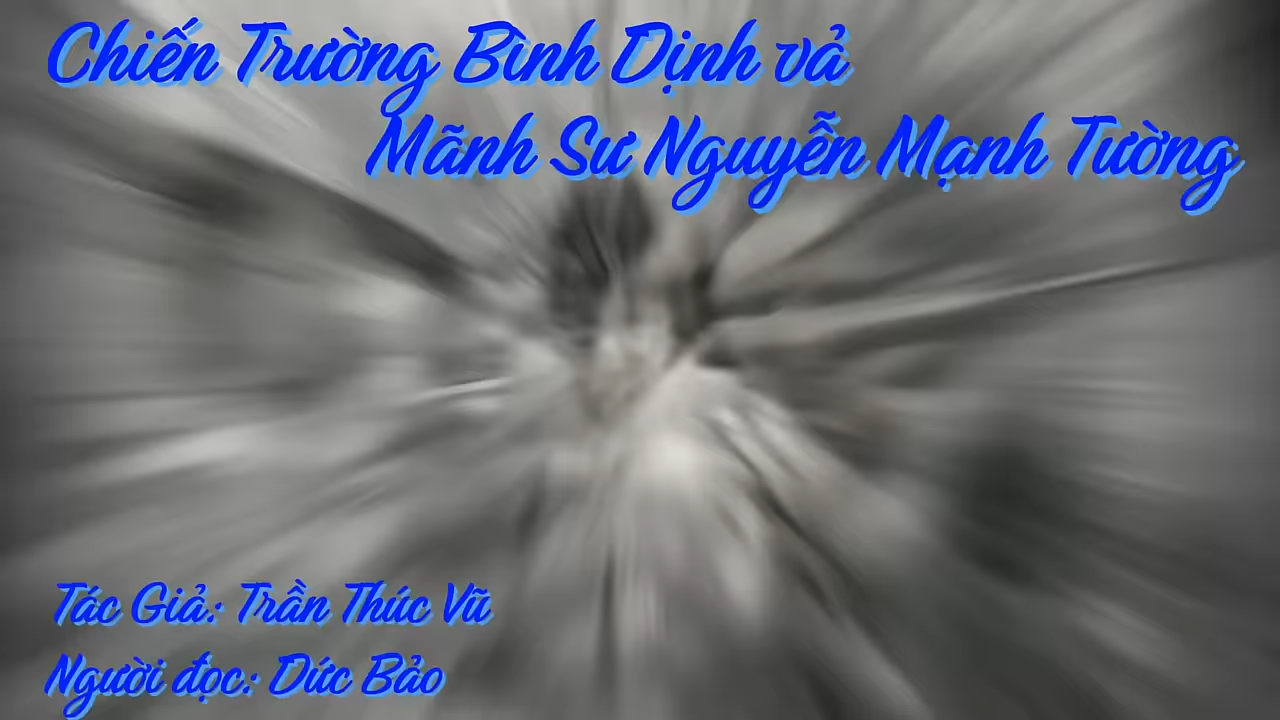 Chiến Trường Bình Định vả
Mãnh Sư Nguyễn Mạnh Tường
Tác Giả: Trần Thúc Vũ
Người đọc: Đức Bảo